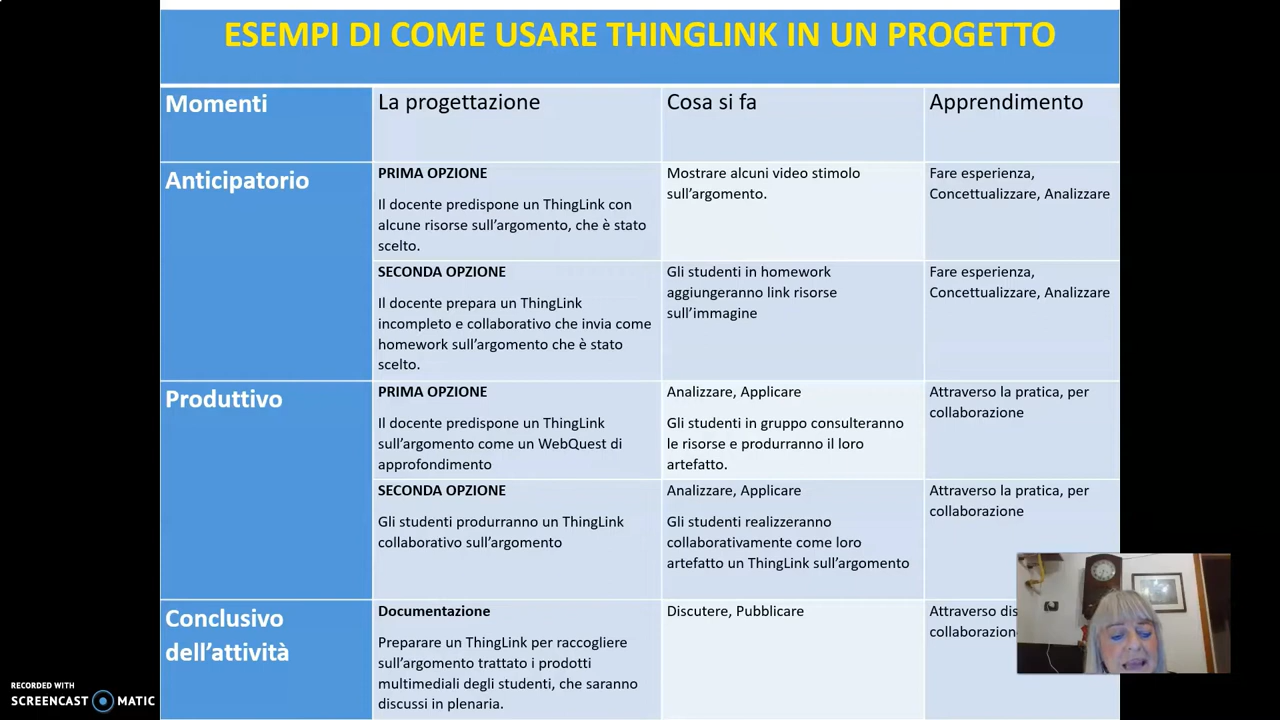 ESEMPI DI COME USARE THINGLINK IN UN PROGETTO
Momenti
La progettazione
Cosa si fa
Apprendimento
Anticipatorio
PRIMA OPZIONE
Il docente predispone un ThingLink con
alcune risorse sull'argomento, che è stato
scelto.
Mostrare alcuni video stimolo
sull'argomento.
Fare esperienza,
Concettualizzare, Analizzare
SECONDA OPZIONE
Il docente prepara un ThingLink
incompleto e collaborativo che invia come
homework sull'argomento che è stato
scelto.
Gli studenti in homework
aggiungeranno link risorse
sull'immagine
Fare esperienza,
Concettualizzare, Analizzare
Produttivo
PRIMA OPZIONE
Il docente predispone un ThingLink
sull'argomento come un WebQuest di
approfondimento
Analizzare, Applicare
Gli studenti in gruppo consulteranno
le risorse e produrranno il loro
artefatto.
Attraverso la pratica, per
collaborazione
SECONDA OPZIONE
Gli studenti produrranno un ThingLink
collaborativo sull'argomento
Analizzare, Applicare
Gli studenti realizzeranno
collaborativamente come loro
artefatto un ThingLink sull'argomento
Attraverso la pratica, per
collaborazione
Conclusivo
dell'attività
Documentazione
Preparare un ThingLink per raccogliere
sull'argomento trattato i prodotti
multimediali degli studenti, che saranno
discussi in plenaria.
Discutere, Pubblicare
Attraverso
RECORDED WITH
SCREENCAST MATIC